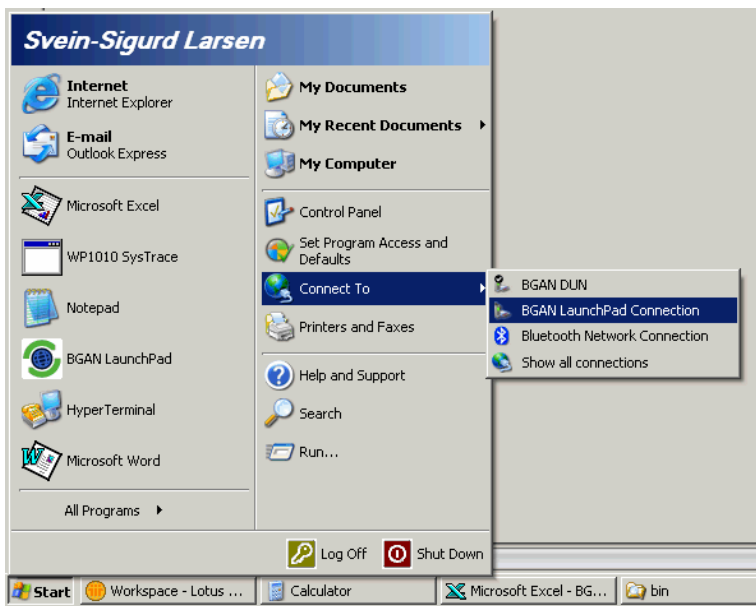 Svein-Sigurd Larsen
Internet
Internet Explorer
E-mail
Outlook Express
Microsoft Excel
WP1010 SysTrace
Notepad
BGAN LaunchPad
HyperTerminal
Microsoft Word
All Programs
My Documents
My Recent Documents
My Computer
Control Panel
Set Program Access and
Defaults
Connect To
Printers and Faxes
Help and Support
Search
Run...
BGAN DUN
BGAN LaunchPad Connection
Bluetooth Network Connection
Show all connections
Log Off
Shut Down
Start
Workspace - Lotus ...
Calculator
Microsoft Excel - BG...
bin